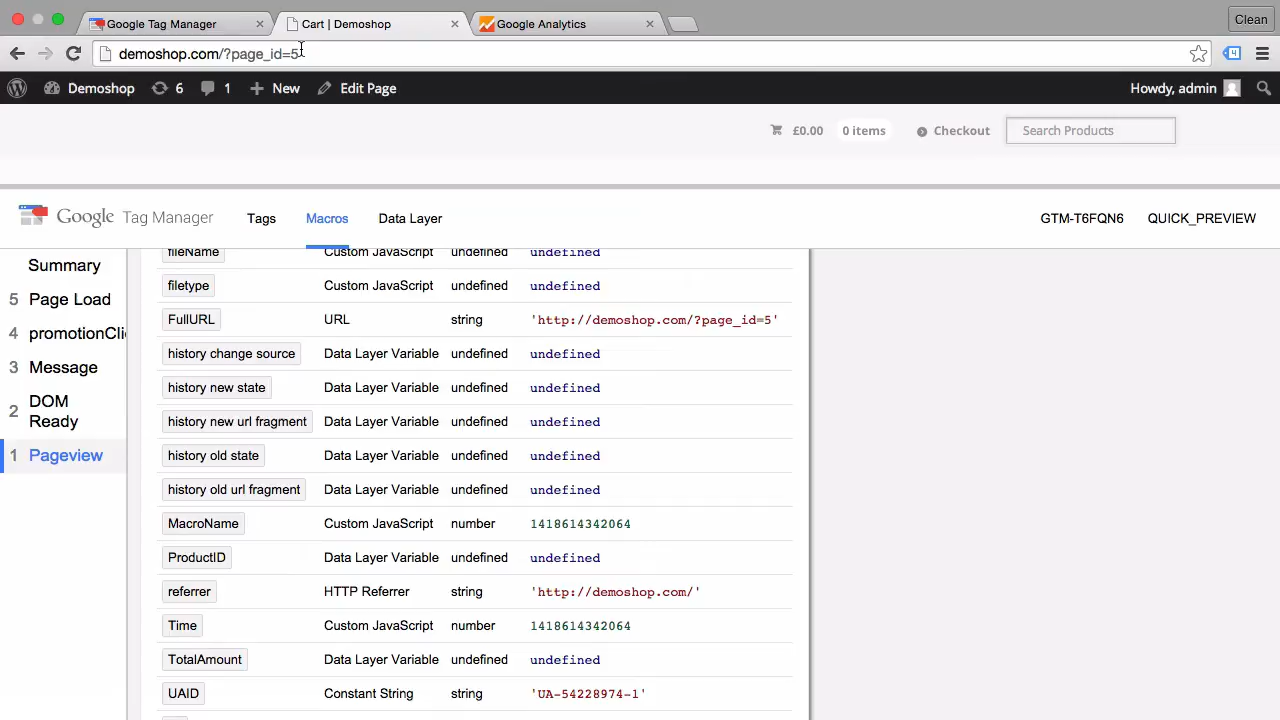 Google Tag Manager × Cart | Demoshop × Google Analytics × Clean
demoshop.com/?page_id=5 4
Demoshop 6 1 + New Edit Page Howdy, admin
£0.00 0 items Checkout Search Products
Google Tag Manager Tags Macros Data Layer GTM-T6FQN6 QUICK_PREVIEW
Summary
5 Page Load
4 promotionCli
3 Message
2 DOM
Ready
1 Pageview
fileName Custom JavaScript undefined undefined
filetype Custom JavaScript undefined undefined
FullURL URL string 'http://demoshop.com/?page_id=5'
history change source Data Layer Variable undefined undefined
history new state Data Layer Variable undefined undefined
history new url fragment Data Layer Variable undefined undefined
history old state Data Layer Variable undefined undefined
history old url fragment Data Layer Variable undefined undefined
MacroName Custom JavaScript number 1418614342064
ProductID Data Layer Variable undefined undefined
referrer HTTP Referrer string 'http://demoshop.com/'
Time Custom JavaScript number 1418614342064
TotalAmount Data Layer Variable undefined undefined
UAID Constant String string 'UA-54228974-1'